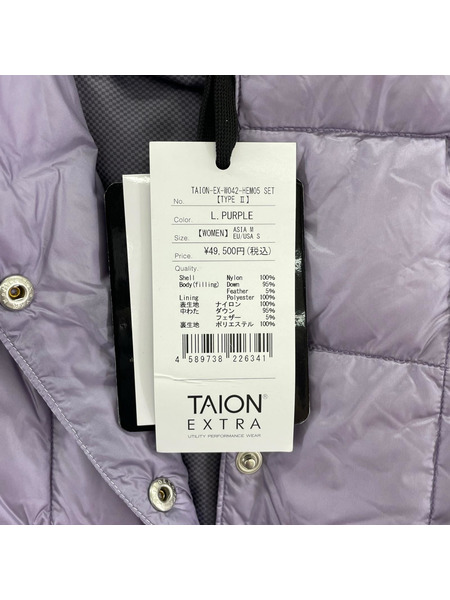 No. TAION-EX-W042-HEM05 SET
【TYPE Ⅱ】
Color. L. PURPLE
Size. 【WOMEN】 ASIA M
EU/USA S
Price. ¥49,500円(税込)
Quality.
Shell Nylon 100%
Body(filling) Down 95%
Feather 5%
Lining Polyester 100%
表生地 ナイロン 100%
中わた ダウン 95%
フェザー 5%
裏生地 ポリエステル 100%
4 589738 226341
TAION®
EXTRA
UTILITY PERFORMANCE WEAR